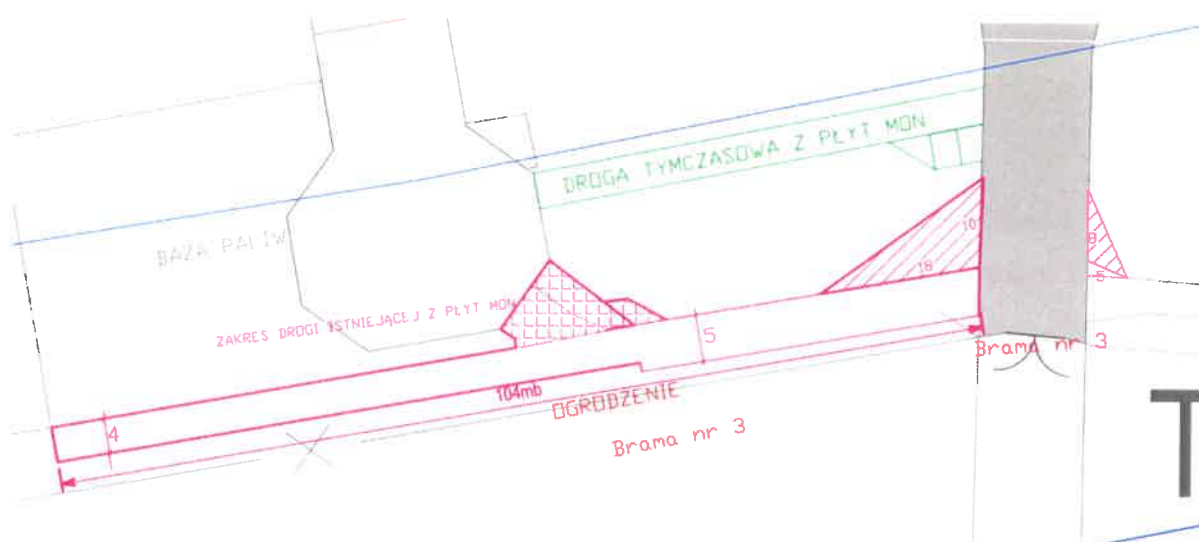 DROGA TYMCZASOWA Z PŁYT MON
BAZA PALIW
10
18
8
5
ZAKRES DROGI ISTNIEJĄCEJ Z PŁYT MON
5
Brama nr 3
104mb
OGRODZENIE
4
Brama nr 3
T